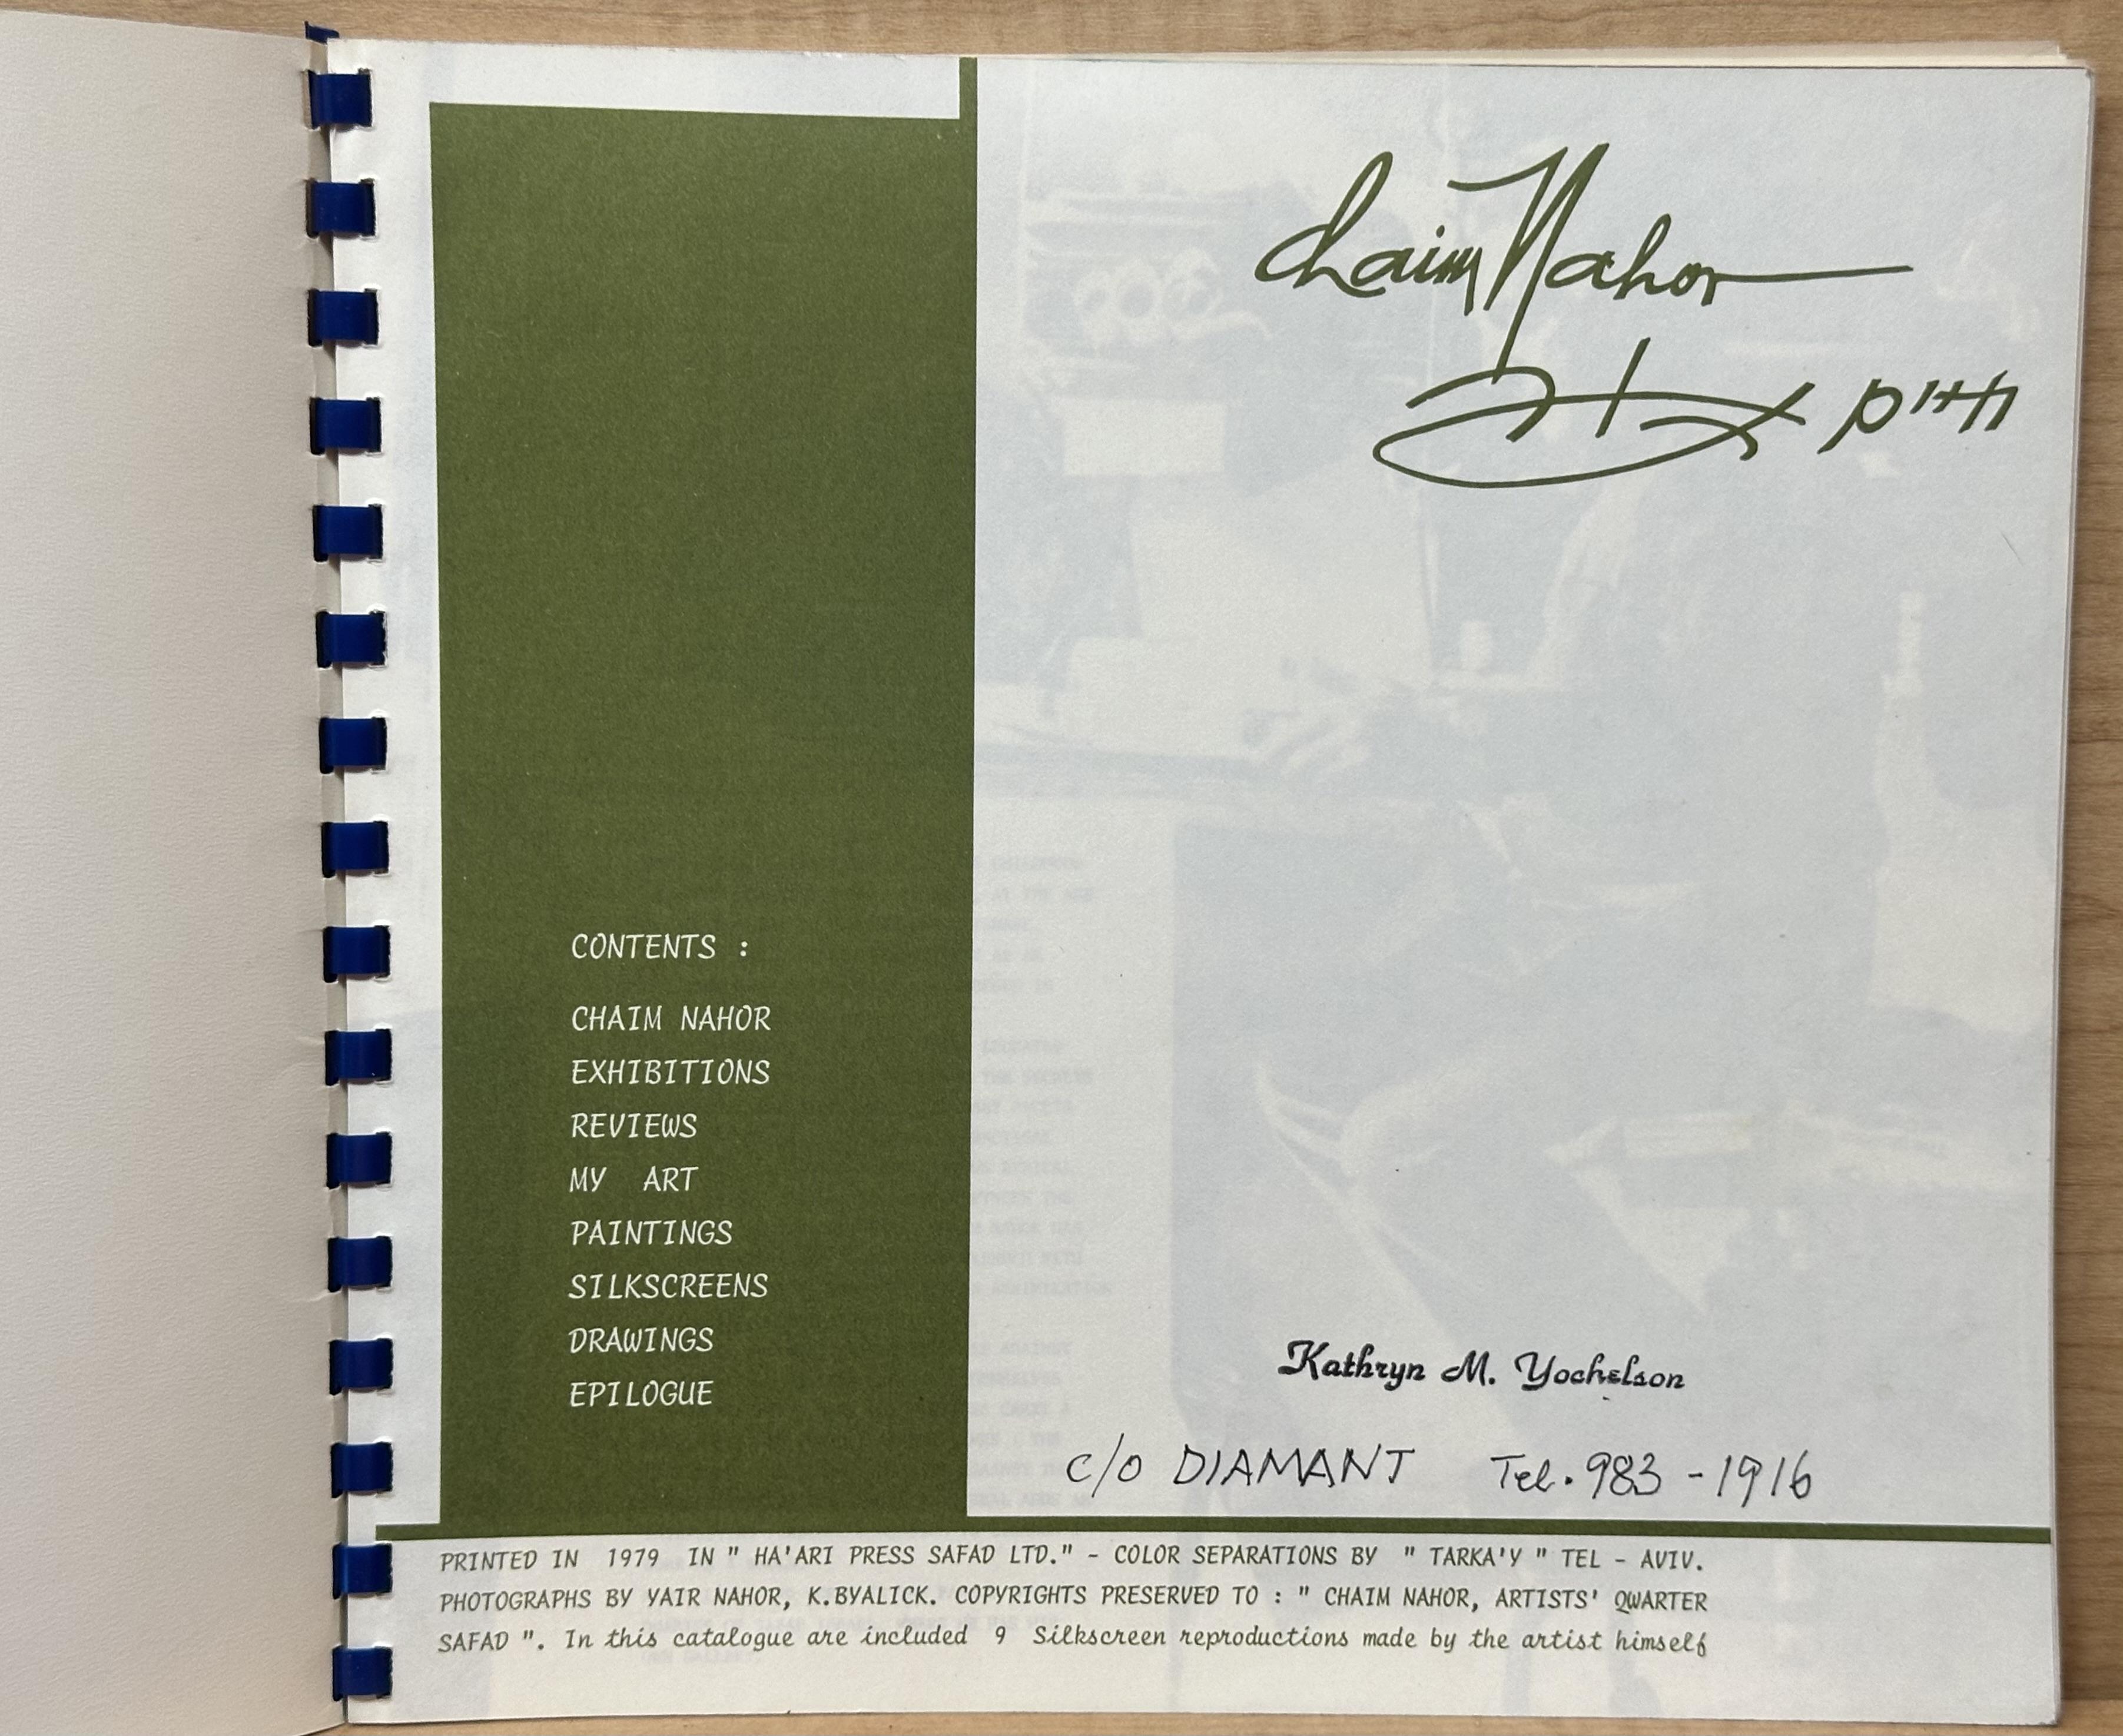 Chaim Nahor
חיים נהור
CONTENTS :
CHAIM NAHOR
EXHIBITIONS
REVIEWS
MY ART
PAINTINGS
SILKSCREENS
DRAWINGS
EPILOGUE
Kathryn M. Yochelson
c/o DIAMANT Tel. 983 - 1916
PRINTED IN 1979 IN " HA'ARI PRESS SAFAD LTD." - COLOR SEPARATIONS BY " TARKA'Y " TEL - AVIV.
PHOTOGRAPHS BY YAIR NAHOR, K.BYALICK. COPYRIGHTS PRESERVED TO : " CHAIM NAHOR, ARTISTS' QWARTER
SAFAD ". In this catalogue are included 9 Silkscreen reproductions made by the artist himself